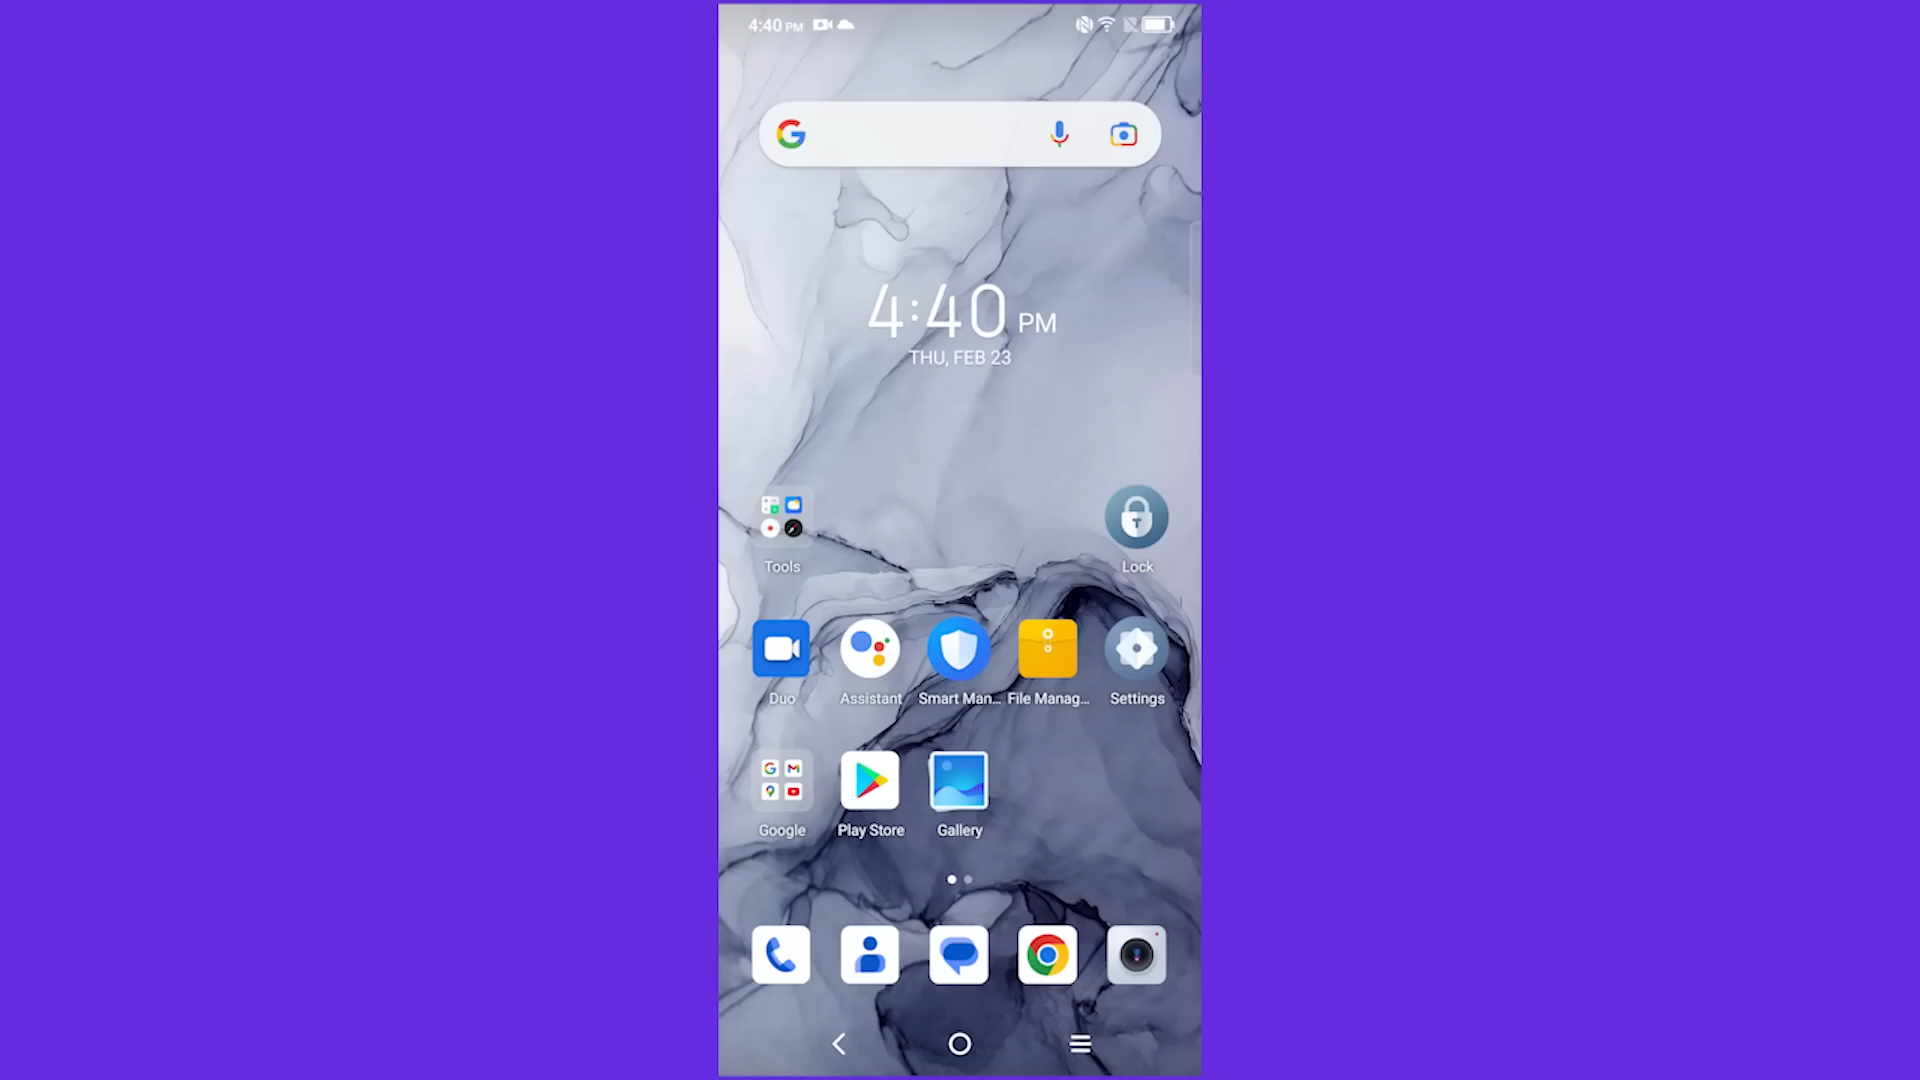 4:40 PM
4:40 PM
THU, FEB 23
Tools
Lock
Duo
Assistant
Smart Man...
File Manag...
Settings
Google
Play Store
Gallery